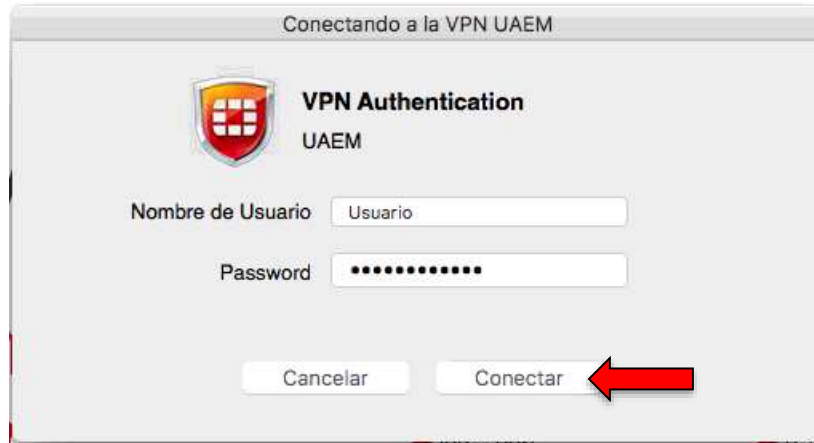 Conectando a la VPN UAEM
VPN Authentication
UAEM
Nombre de Usuario Usuario
Password ••••••••••••
Cancelar Conectar